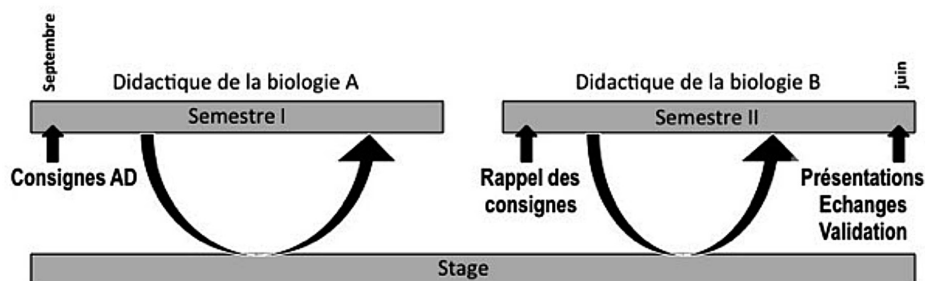 Septembre
juin
Didactique de la biologie A
Didactique de la biologie B
Semestre I
Semestre II
Consignes AD
Rappel des
consignes
Présentations
Echanges
Validation
Stage